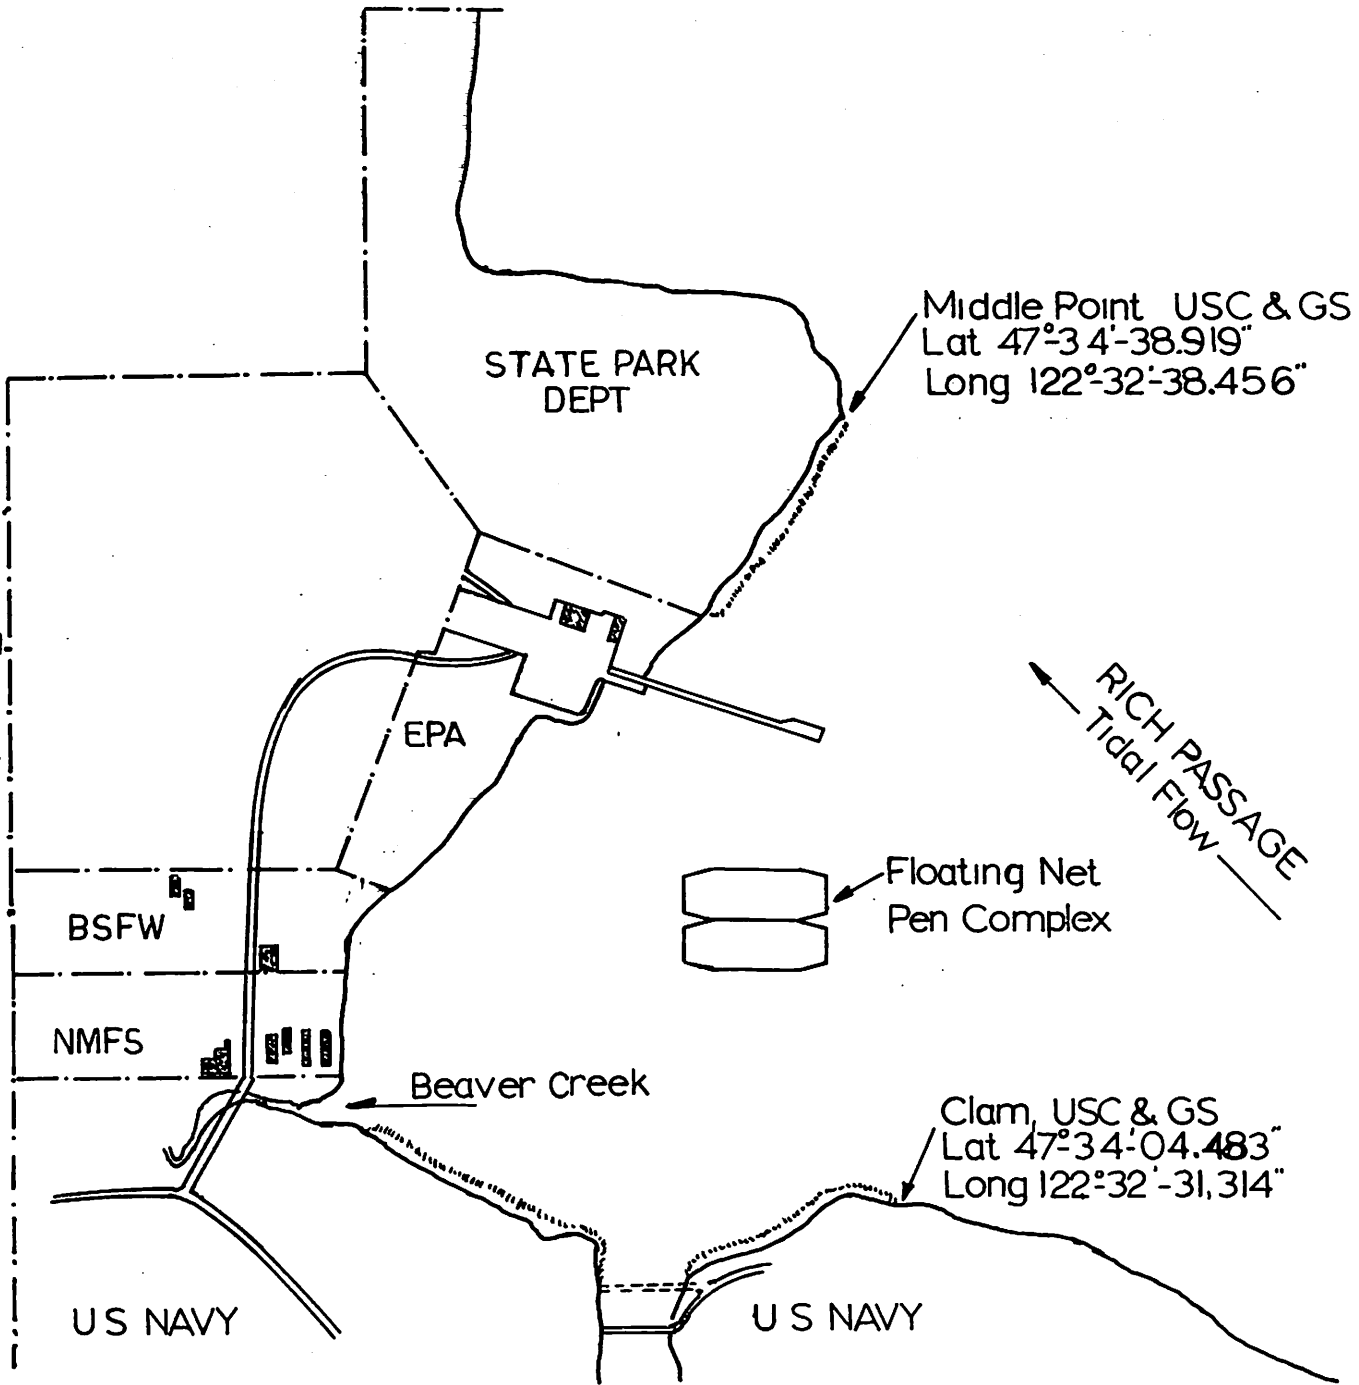 Middle Point USC & GS
Lat 47°-34'-38.919"
Long 122°-32'-38.456"
STATE PARK
DEPT
RICH PASSAGE
Tidal Flow
EPA
Floating Net
Pen Complex
BSFW
NMFS
Beaver Creek
Clam, USC & GS
Lat 47°-34'-04.483"
Long 122°-32'-31,314"
US NAVY
US NAVY